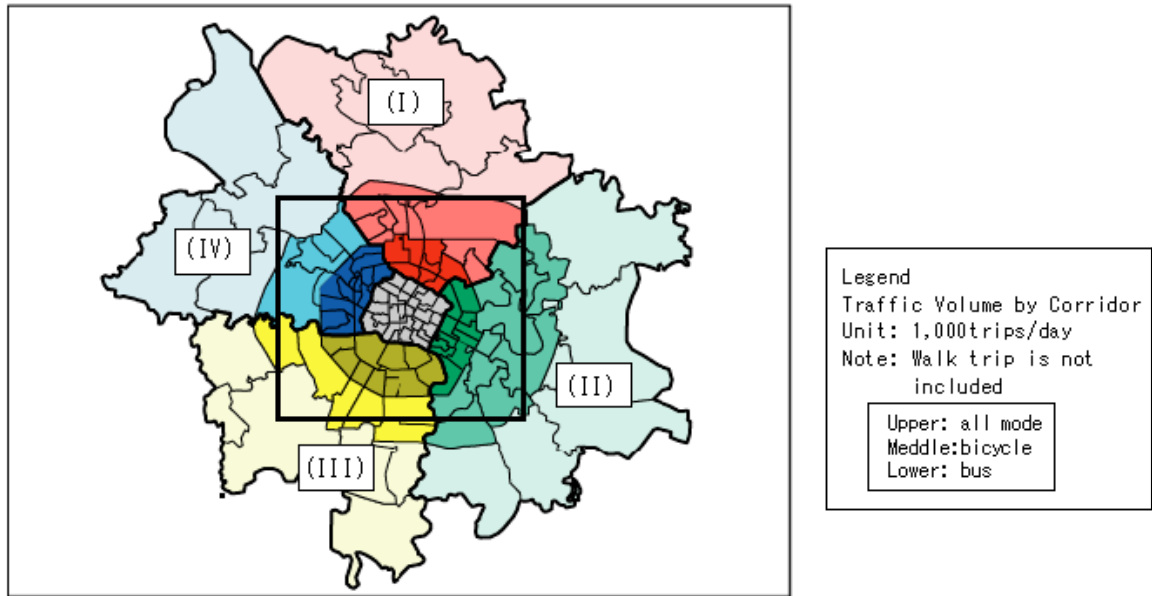 (I)
(IV)
(II)
(III)
Legend
Traffic Volume by Corridor
Unit: 1,000trips/day
Note: Walk trip is not
included
Upper: all mode
Meddle:bicycle
Lower: bus